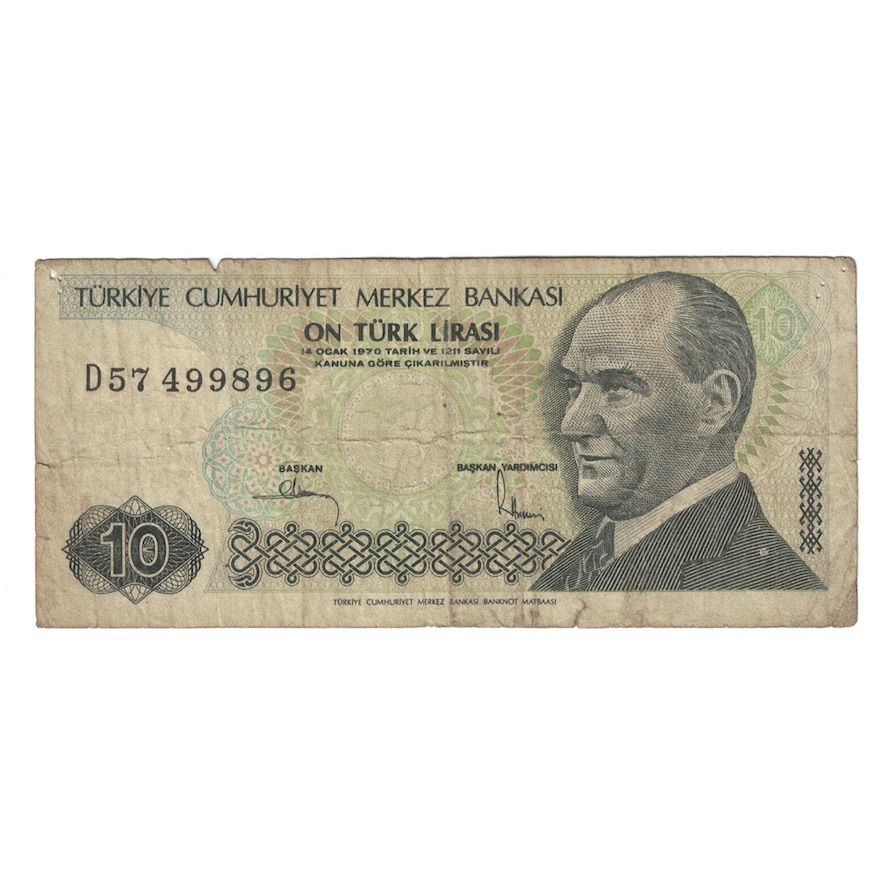 TÜRKİYE CUMHURİYET MERKEZ BANKASI
ON TÜRK LİRASI
14 OCAK 1970 TARİH VE 1211 SAYILI
KANUNA GÖRE ÇIKARILMIŞTIR
D57 499896
10
BAŞKAN
BAŞKAN YARDIMCISI
10
TÜRKİYE CUMHURİYET MERKEZ BANKASI BANKNOT MATBAASI